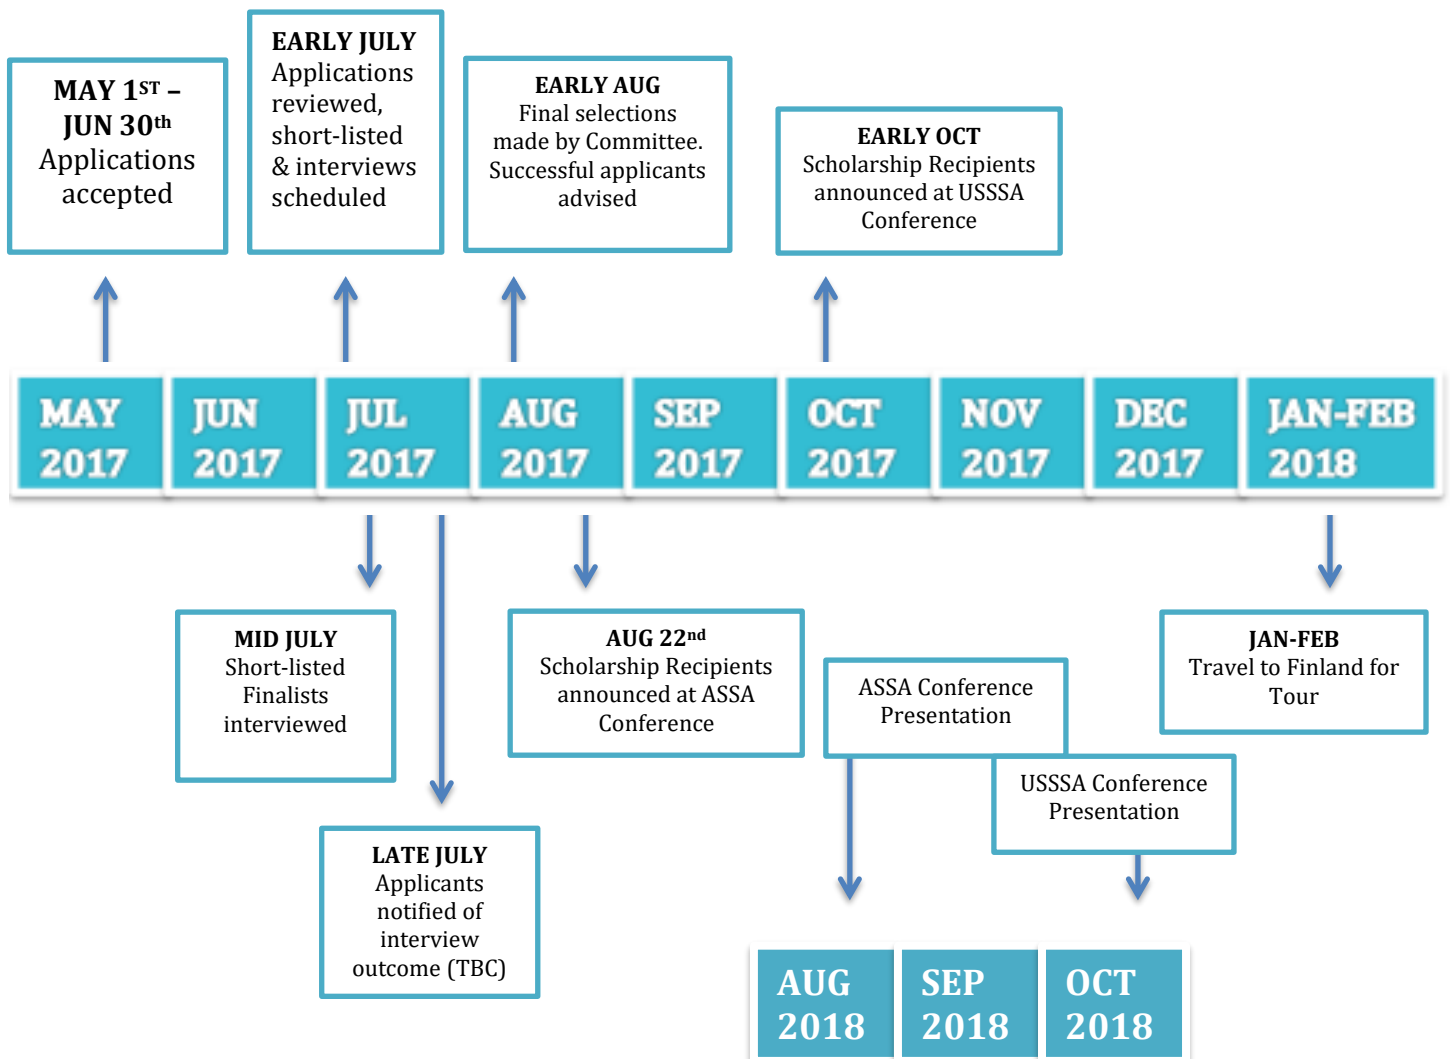 MAY 1ST –
JUN 30th
Applications
accepted
EARLY JULY
Applications
reviewed,
short-listed
& interviews
scheduled
EARLY AUG
Final selections
made by Committee.
Successful applicants
advised
EARLY OCT
Scholarship Recipients
announced at USSSA
Conference
MAY
2017
JUN
2017
JUL
2017
AUG
2017
SEP
2017
OCT
2017
NOV
2017
DEC
2017
JAN-FEB
2018
MID JULY
Short-listed
Finalists
interviewed
LATE JULY
Applicants
notified of
interview
outcome (TBC)
AUG 22nd
Scholarship Recipients
announced at ASSA
Conference
ASSA Conference
Presentation
USSSA Conference
Presentation
JAN-FEB
Travel to Finland for
Tour
AUG
2018
SEP
2018
OCT
2018